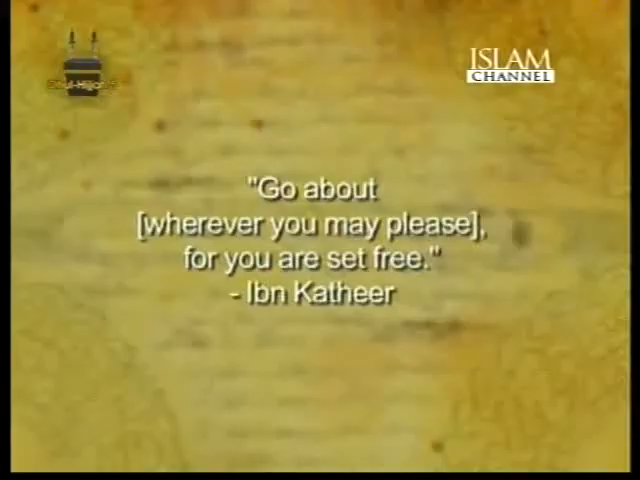 ISLAM
CHANNEL
"Go about
[wherever you may please],
for you are set free."
- Ibn Katheer